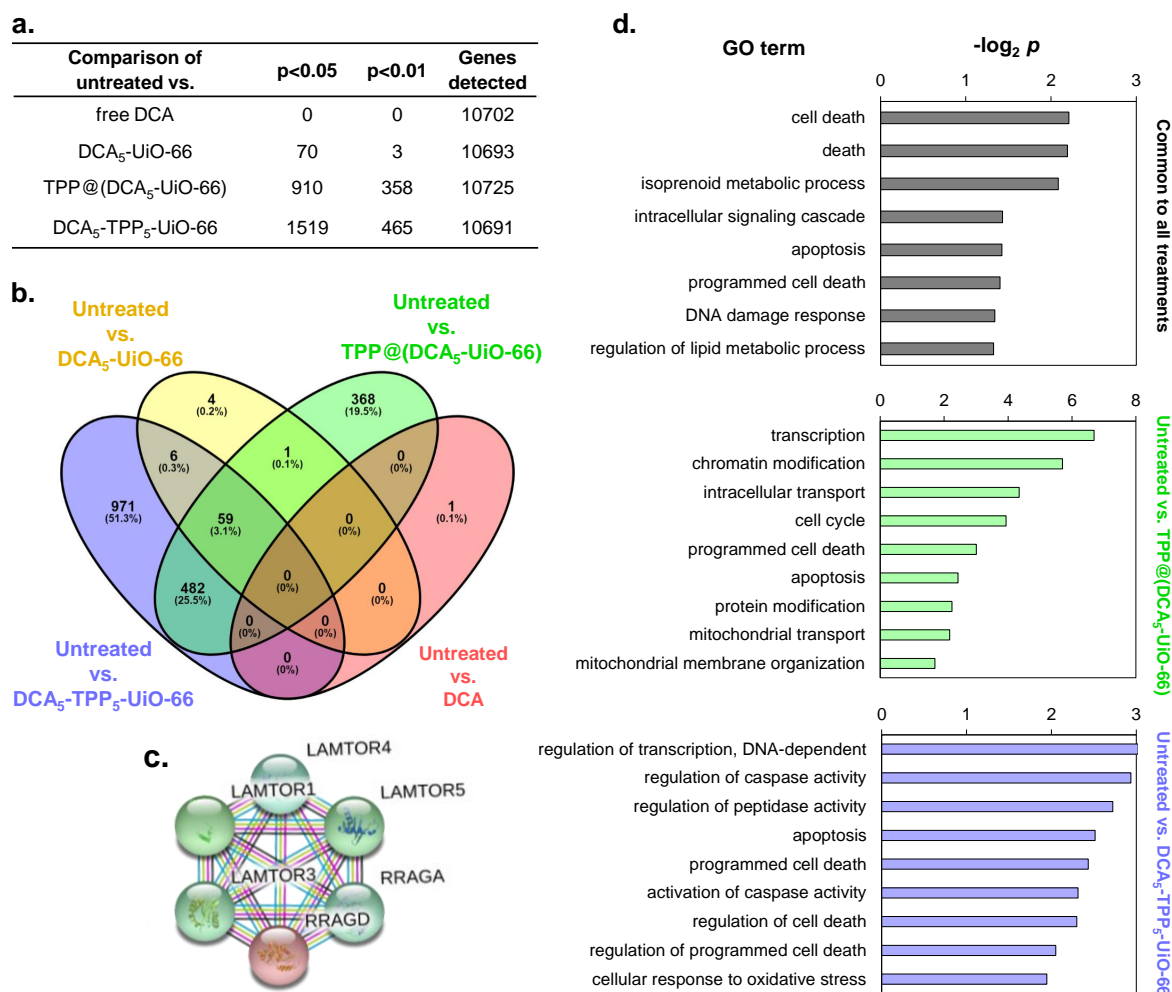 a.
Comparison of untreated vs. p<0.05 p<0.01 Genes detected
free DCA 0 0 10702
DCA₅-UiO-66 70 3 10693
TPP@(DCA₅-UiO-66) 910 358 10725
DCA₅-TPP₅-UiO-66 1519 465 10691
b.
Untreated
vs.
DCA₅-UiO-66
Untreated
vs.
TPP@(DCA₅-UiO-66)
4
(0.2%)
368
(19.5%)
6
(0.3%)
1
(0.1%)
0
(0%)
971
(51.3%)
59
(3.1%)
0
(0%)
1
(0.1%)
482
(25.5%)
0
(0%)
0
(0%)
0
(0%)
0
(0%)
0
(0%)
Untreated
vs.
DCA₅-TPP₅-UiO-66
Untreated
vs.
DCA
c.
LAMTOR4
LAMTOR1
LAMTOR5
LAMTOR3
RRAGA
RRAGD
d.
GO term -log₂ p
0 1 2 3
cell death
death
isoprenoid metabolic process
intracellular signaling cascade
apoptosis
programmed cell death
DNA damage response
regulation of lipid metabolic process
Common to all treatments
0 2 4 6 8
transcription
chromatin modification
intracellular transport
cell cycle
programmed cell death
apoptosis
protein modification
mitochondrial transport
mitochondrial membrane organization
Untreated vs. TPP@(DCA₅-UiO-66)
0 1 2 3
regulation of transcription, DNA-dependent
regulation of caspase activity
regulation of peptidase activity
apoptosis
programmed cell death
activation of caspase activity
regulation of cell death
regulation of programmed cell death
cellular response to oxidative stress
Untreated vs. DCA₅-TPP₅-UiO-66